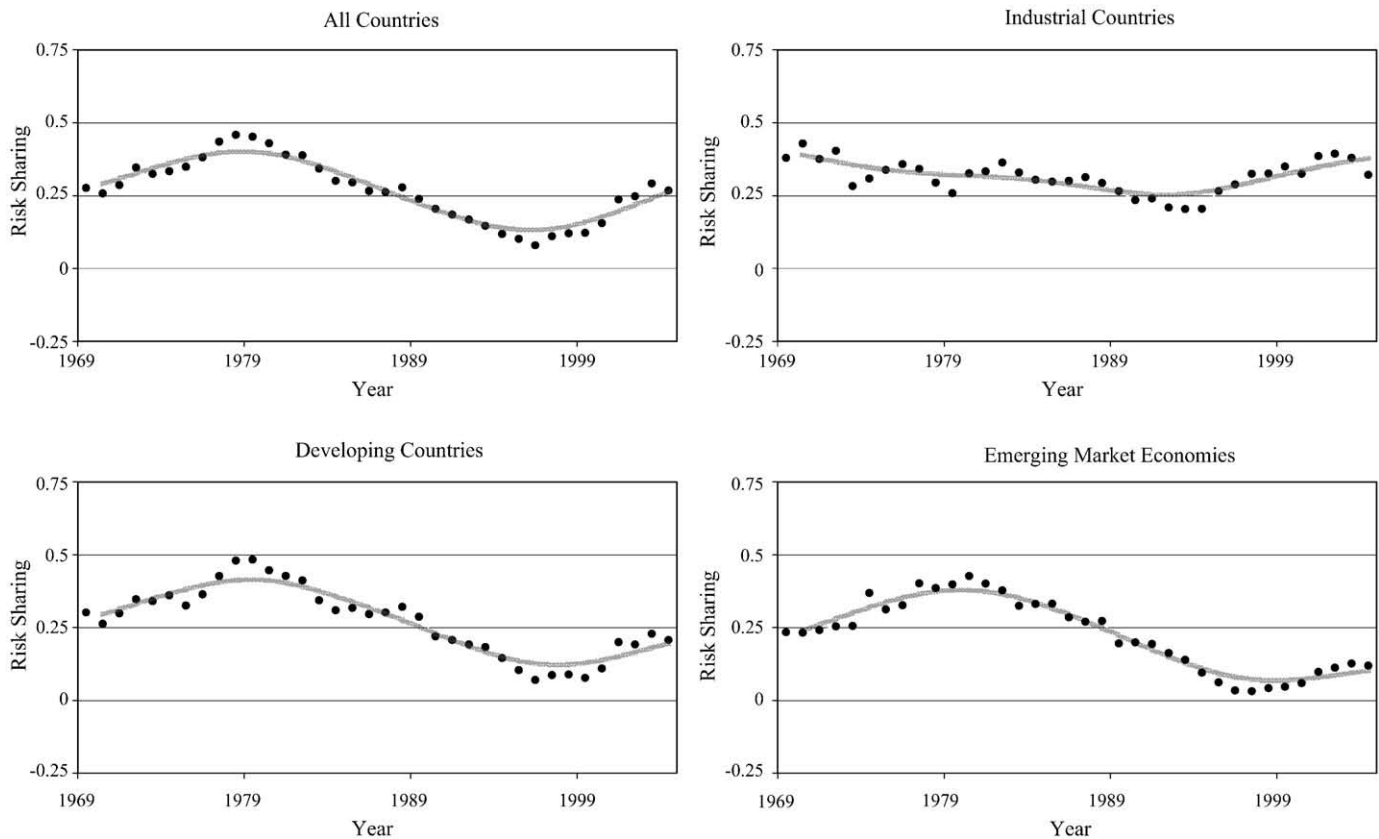 All Countries
0.75
0.5
0.25
0
-0.25
Risk Sharing
1969 1979 1989 1999
Year
Industrial Countries
0.75
0.5
0.25
0
-0.25
Risk Sharing
1969 1979 1989 1999
Year
Developing Countries
0.75
0.5
0.25
0
-0.25
Risk Sharing
1969 1979 1989 1999
Year
Emerging Market Economies
0.75
0.5
0.25
0
-0.25
Risk Sharing
1969 1979 1989 1999
Year